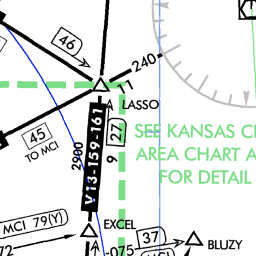 46
240
11
LASSO
SEE KANSAS CI
AREA CHART A
FOR DETAIL
45
TO MCI
2900
V13-159-161
27
9
EXCEL
MCI 79(Y)
72
37
075
BLUZY